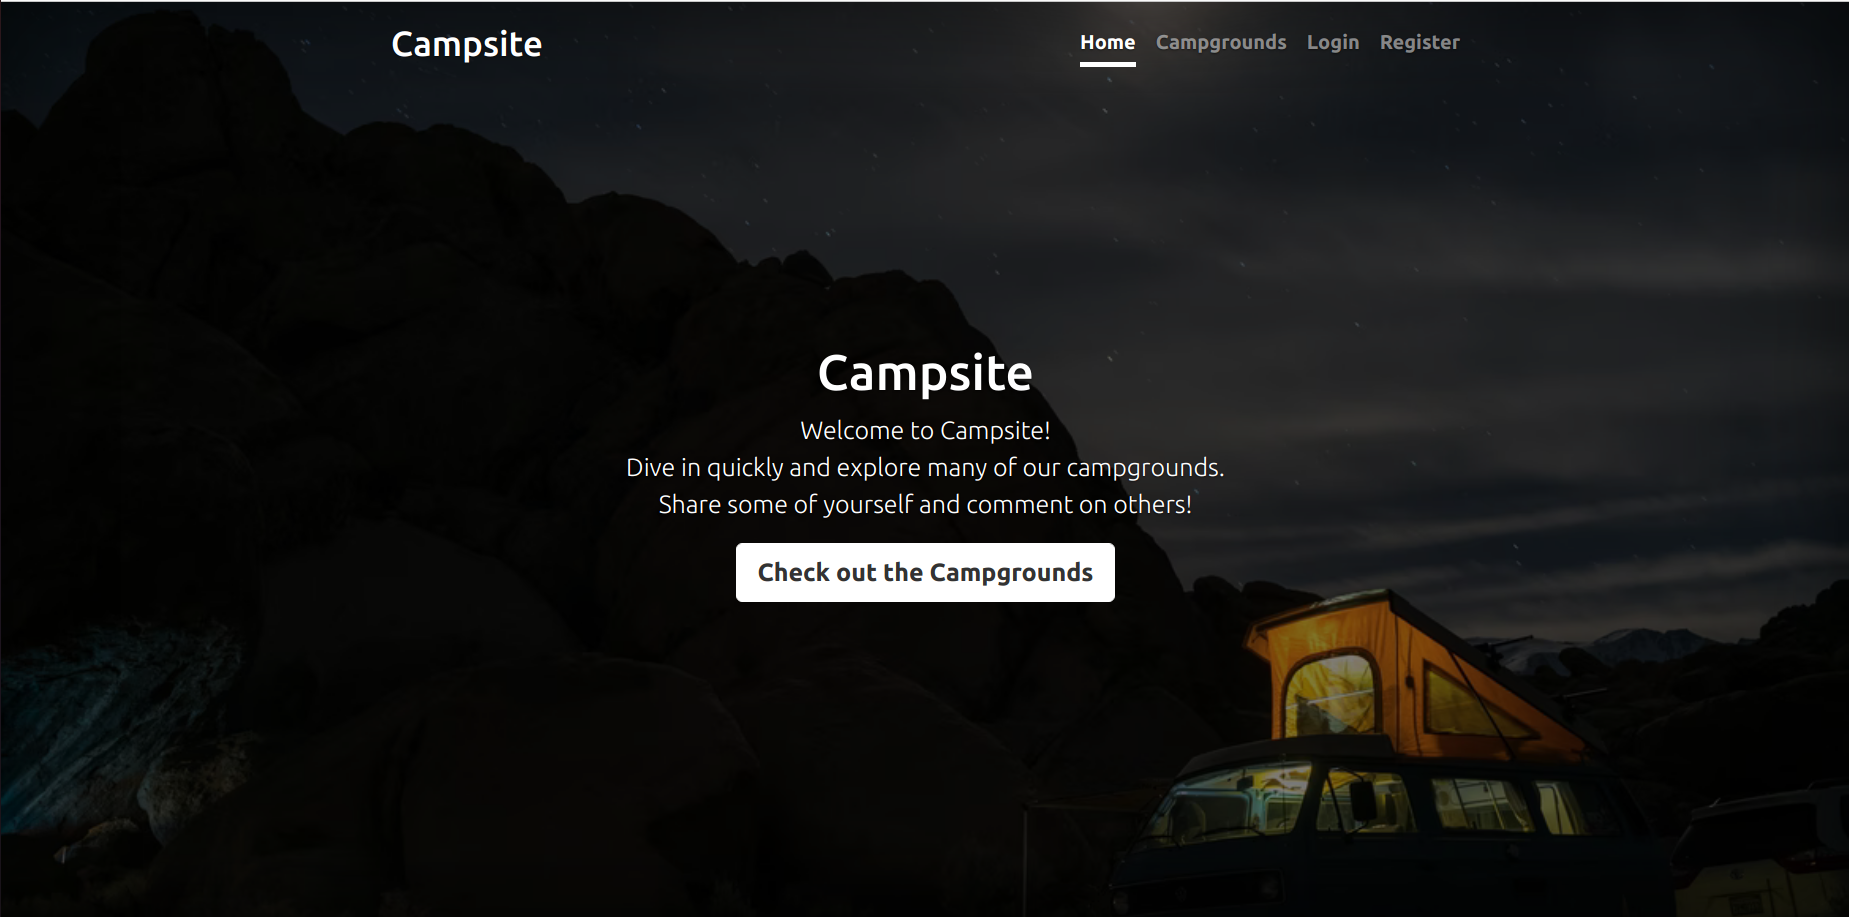 Campsite
Home Campgrounds Login Register
Campsite
Welcome to Campsite!
Dive in quickly and explore many of our campgrounds.
Share some of yourself and comment on others!
Check out the Campgrounds